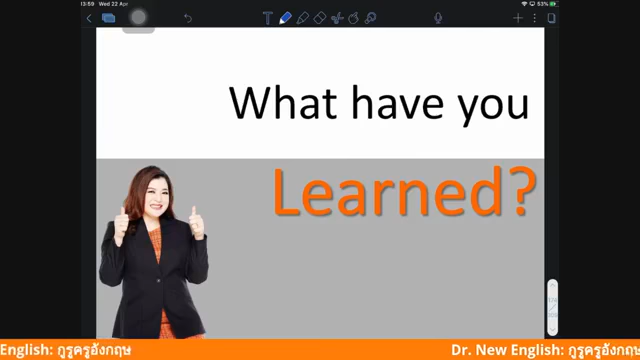 13:59 Wed 22 Apr
53%
What have you
Learned?
English: กูรูครูอังกฤษ
Dr. New English: กูรูครูอังกฤษ